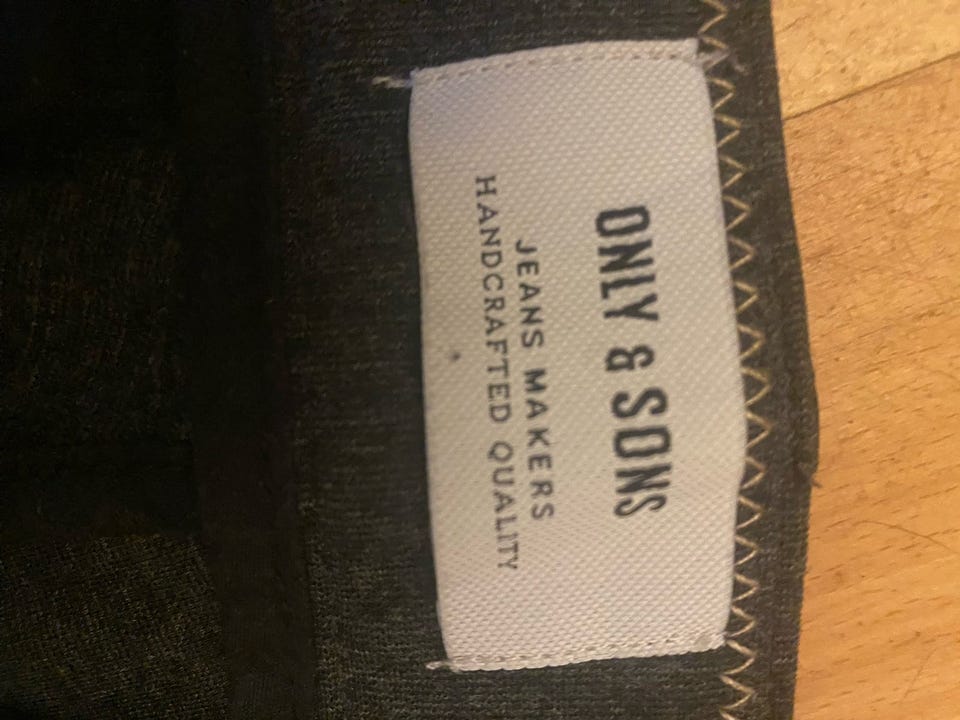 ONLY & SONS
JEANS MAKERS
HANDCRAFTED QUALITY